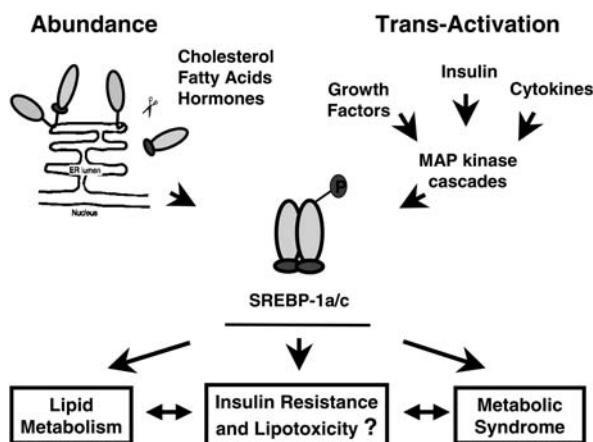 Abundance
Cholesterol
Fatty Acids
Hormones
ER lumen
Nucleus
Trans-Activation
Growth
Factors
Insulin
Cytokines
MAP kinase
cascades
P
SREBP-1a/c
Lipid
Metabolism
Insulin Resistance
and Lipotoxicity ?
Metabolic
Syndrome